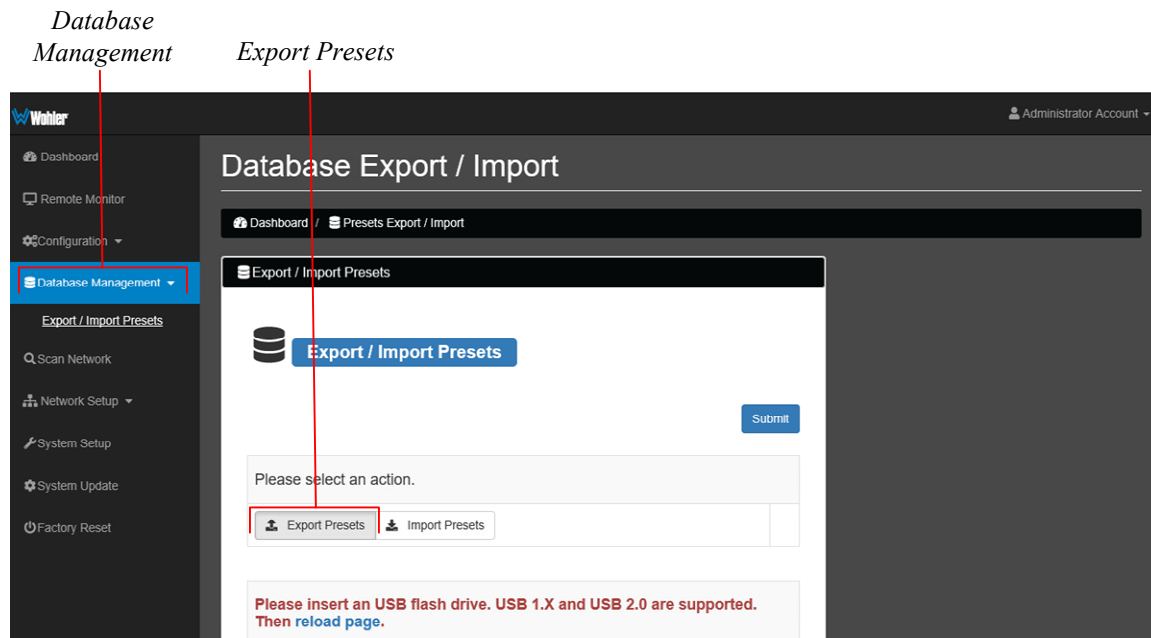 Database
Management
Export Presets
Wohler
Administrator Account
Dashboard
Remote Monitor
Configuration
Database Management
Export / Import Presets
Scan Network
Network Setup
System Setup
System Update
Factory Reset
Database Export / Import
Dashboard / Presets Export / Import
Export / Import Presets
Export / Import Presets
Submit
Please select an action.
Export Presets Import Presets
Please insert an USB flash drive. USB 1.X and USB 2.0 are supported.
Then reload page.